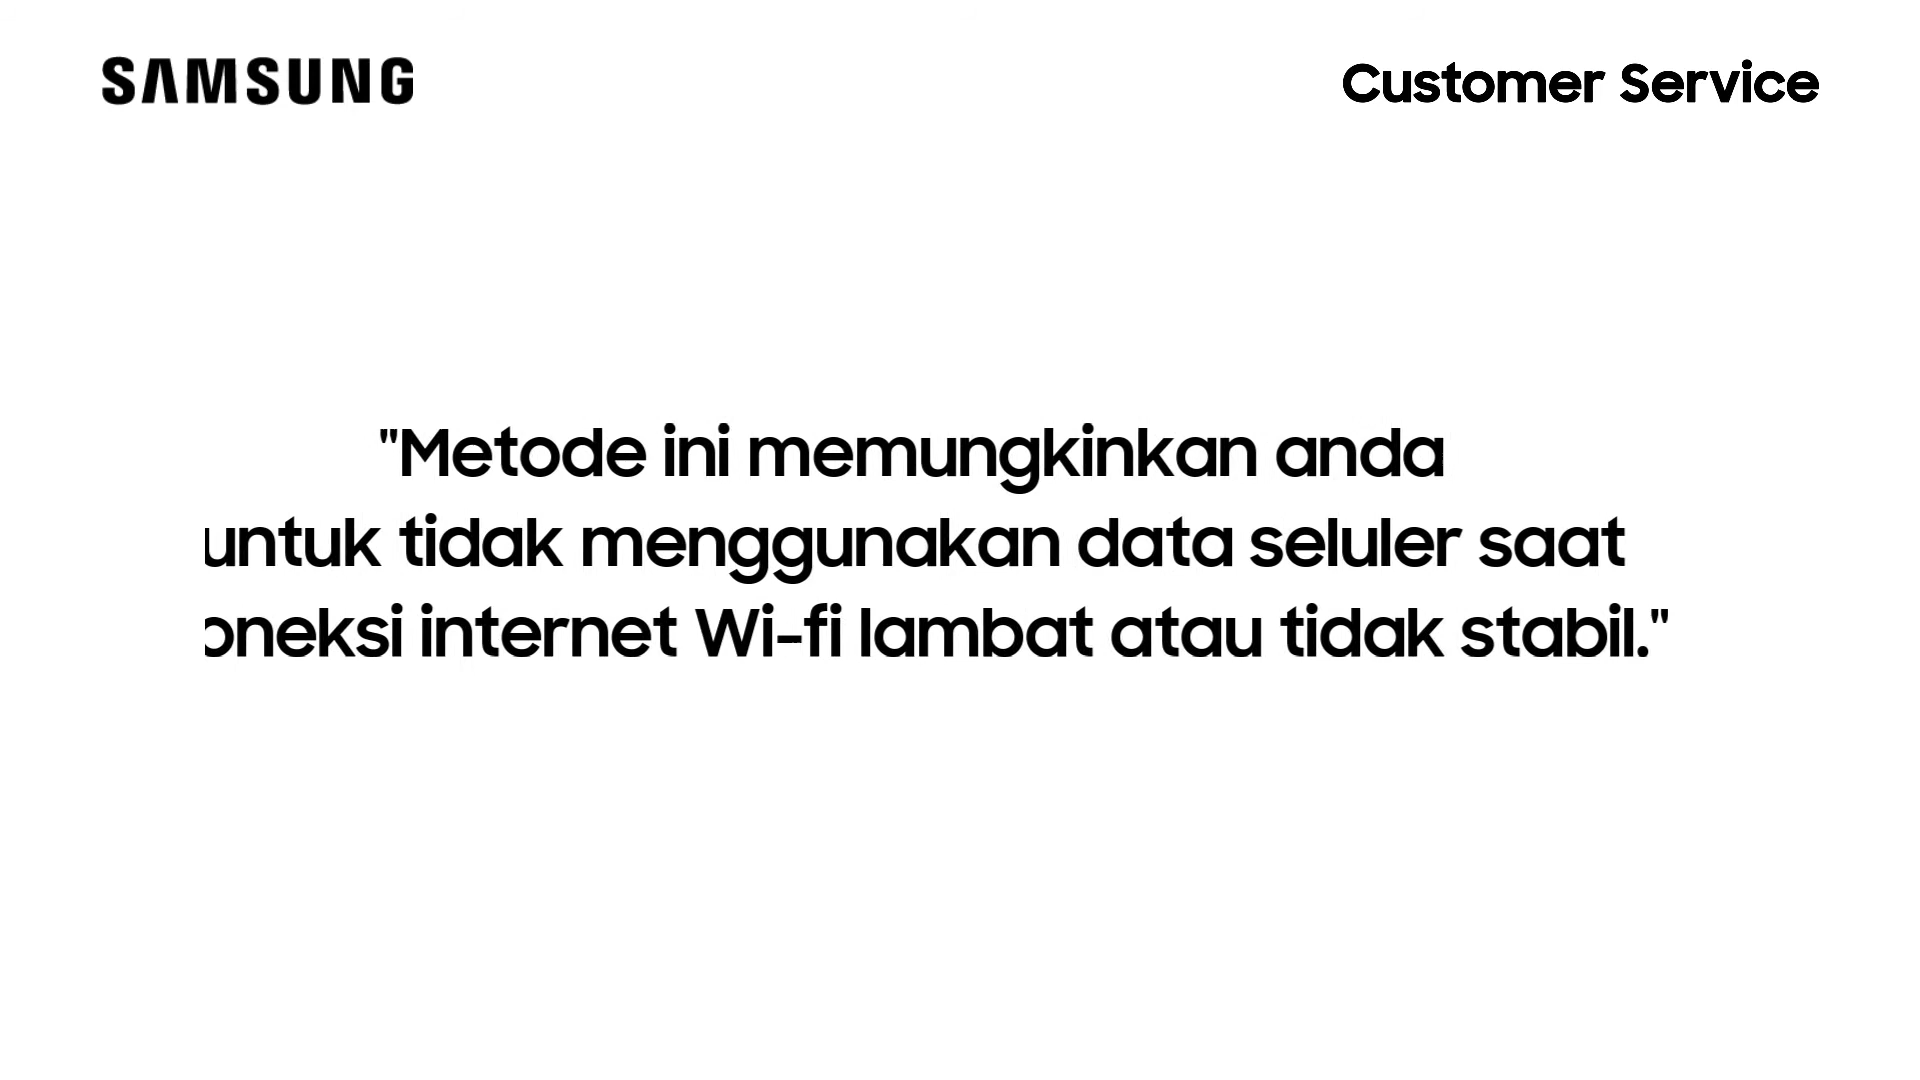 SAMSUNG
Customer Service
"Metode ini memungkinkan anda
untuk tidak menggunakan data seluler saat
oneksi internet Wi-fi lambat atau tidak stabil."